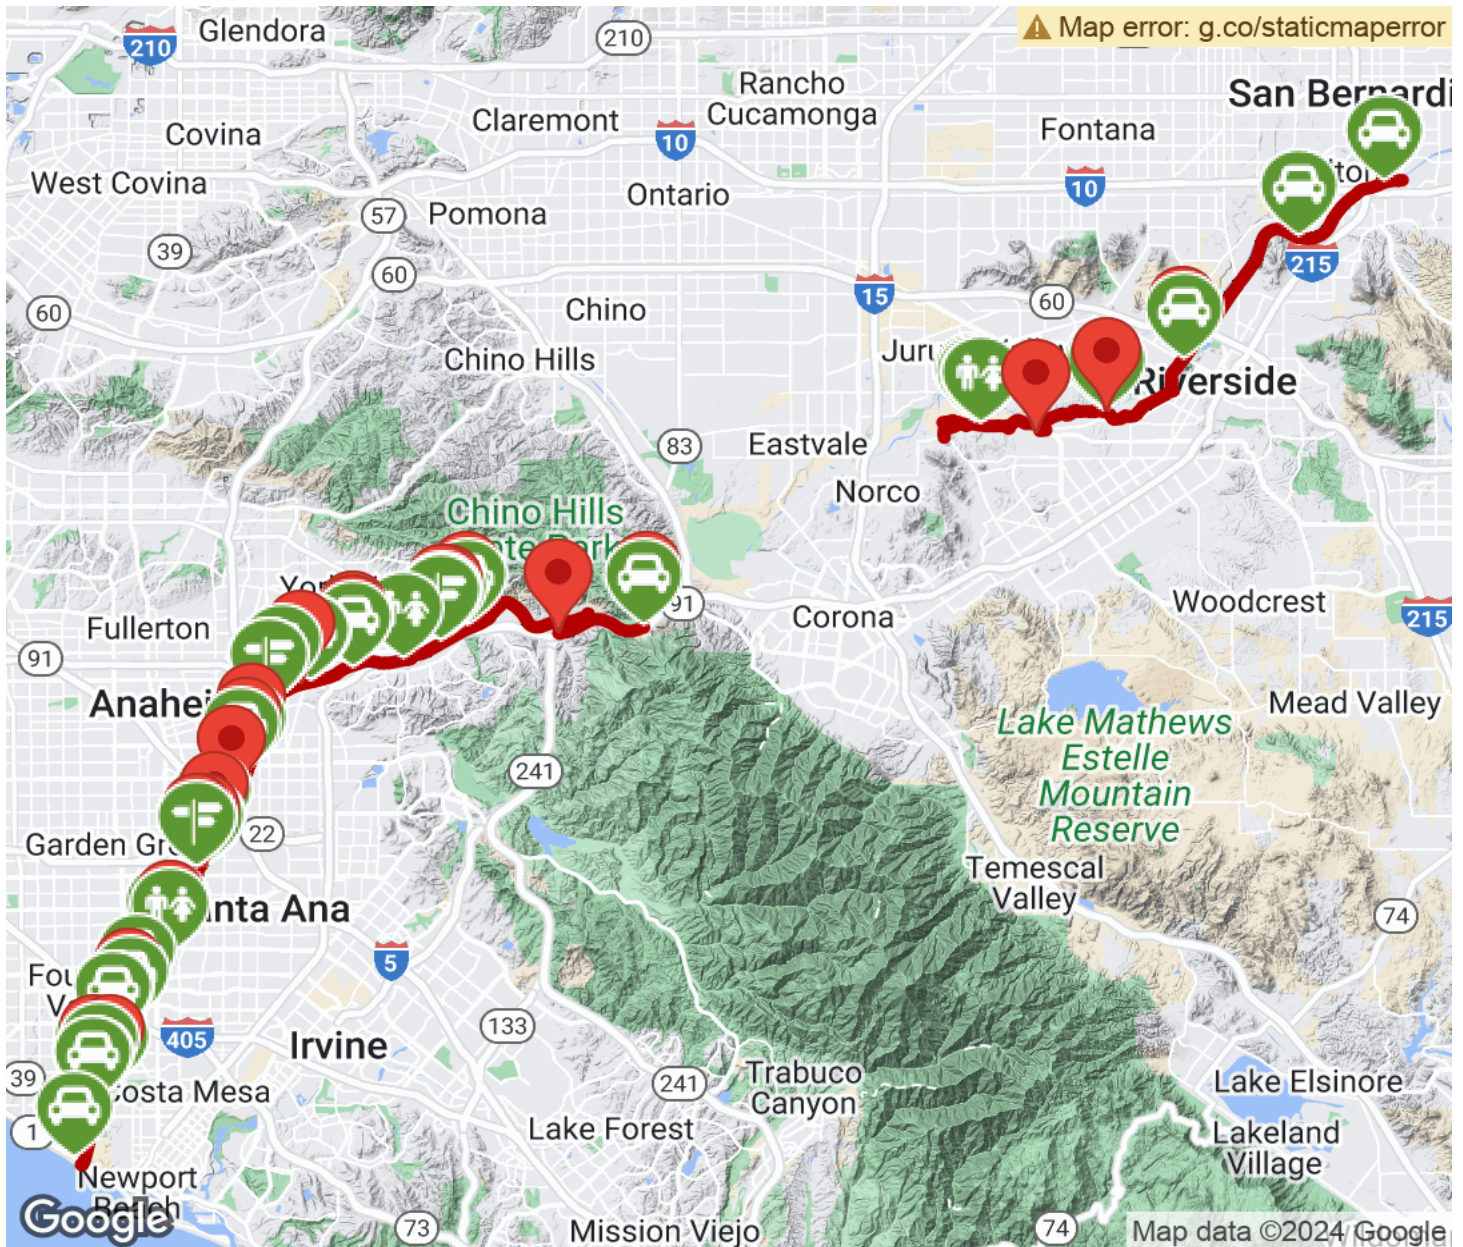 Glendora
210
210
Map error: g.co/staticmaperror
Rancho
Cucamonga
San Bernardi
Covina
Claremont
10
Fontana
West Covina
Ontario
10
57
Pomona
39
60
215
60
Chino
15
60
Chino Hills
Riverside
83
Eastvale
Norco
Chino Hills
91
Corona
Woodcrest
215
Fullerton
91
Anahei
Mead Valley
Lake Mathews
Estelle
Mountain
Reserve
241
22
Garden Gr
Temescal
Valley
nta Ana
74
5
Fou
V
133
405
Irvine
39
Costa Mesa
241
Trabuco
Canyon
Lake Elsinore
1
Lake Forest
Lakeland
Village
Newport
Beach
Google
73
Mission Viejo
74
Map data ©2024 Google